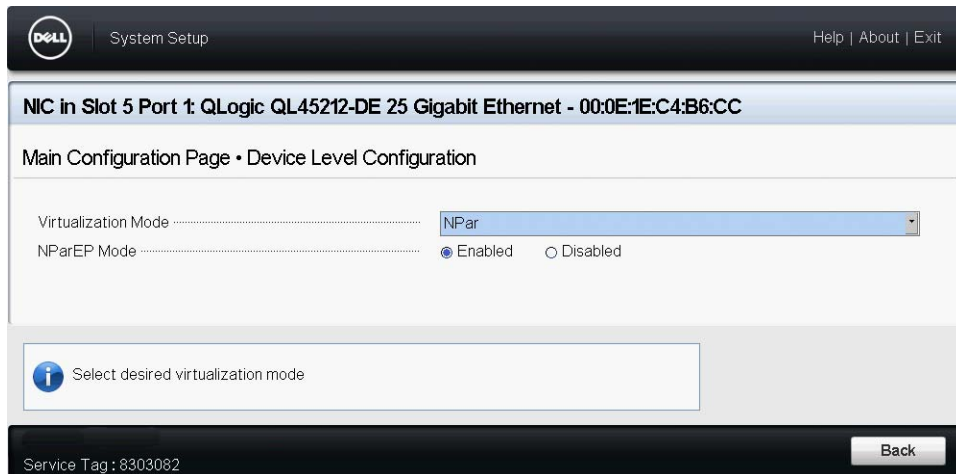 DELL
System Setup
Help | About | Exit
NIC in Slot 5 Port 1: QLogic QL45212-DE 25 Gigabit Ethernet - 00:0E:1E:C4:B6:CC
Main Configuration Page • Device Level Configuration
Virtualization Mode NPar
NParEP Mode Enabled Disabled
Select desired virtualization mode
Service Tag : 8303082
Back